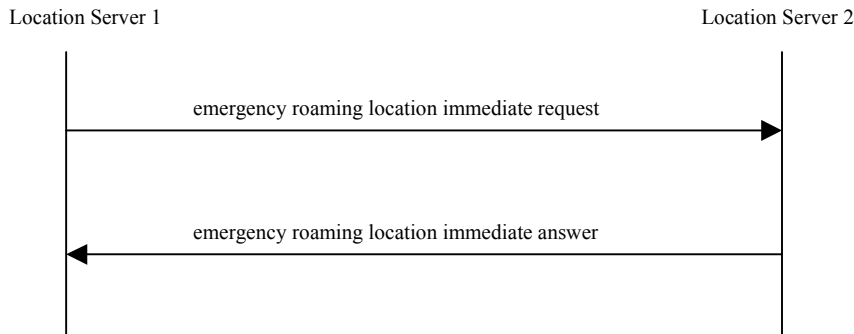 Location Server 1
Location Server 2
emergency roaming location immediate request
emergency roaming location immediate answer